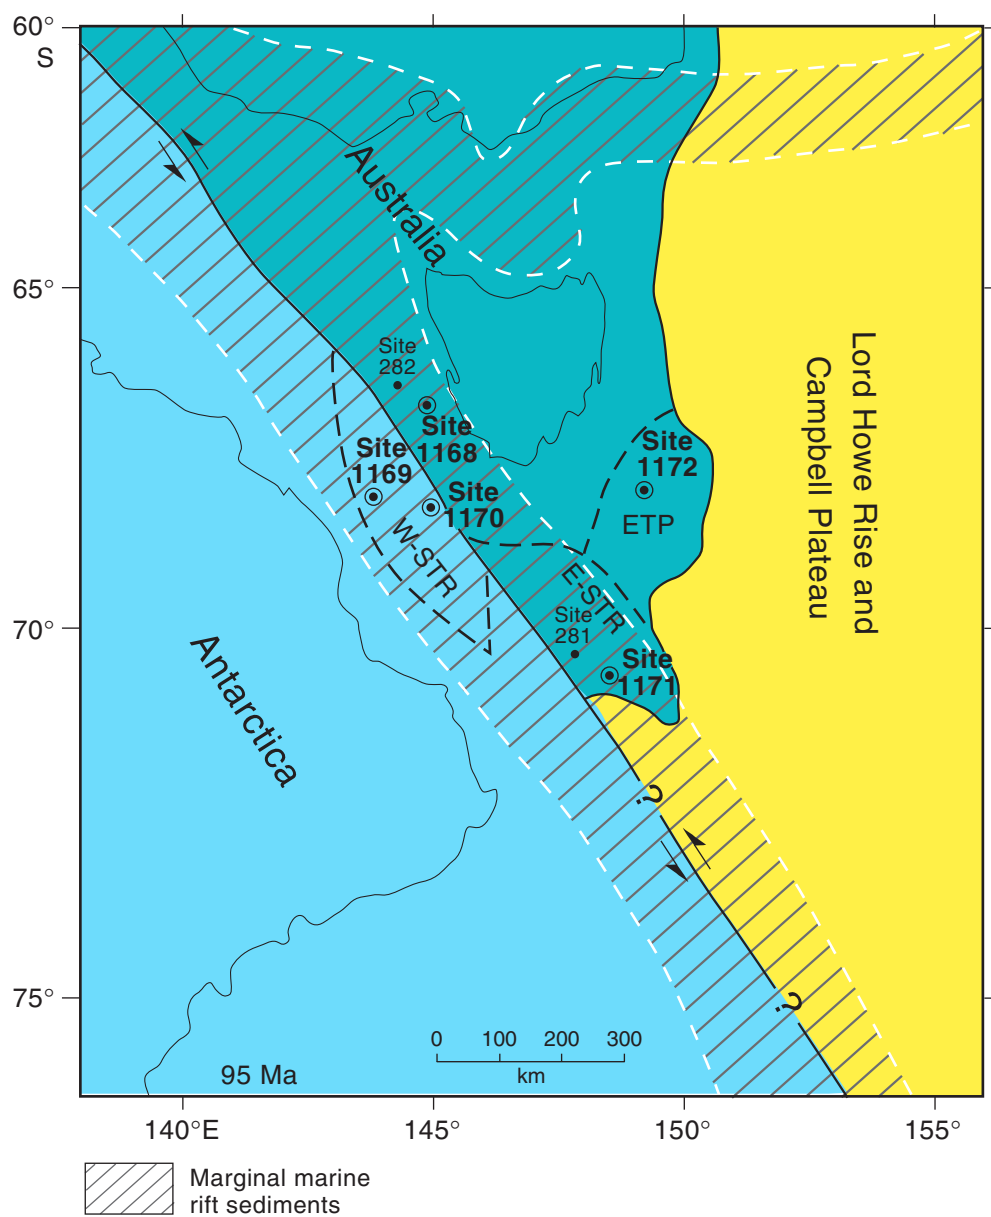 60°
S
Australia
65°
Site
282
Site
1168
Site
1169
Site
1170
Site
1172
ETP
W-STR
E-STR
Site
281
Site
1171
Lord Howe Rise and
Campbell Plateau
70°
Antarctica
?
75°
?
0 100 200 300
km
95 Ma
140°E 145° 150° 155°
Marginal marine
rift sediments